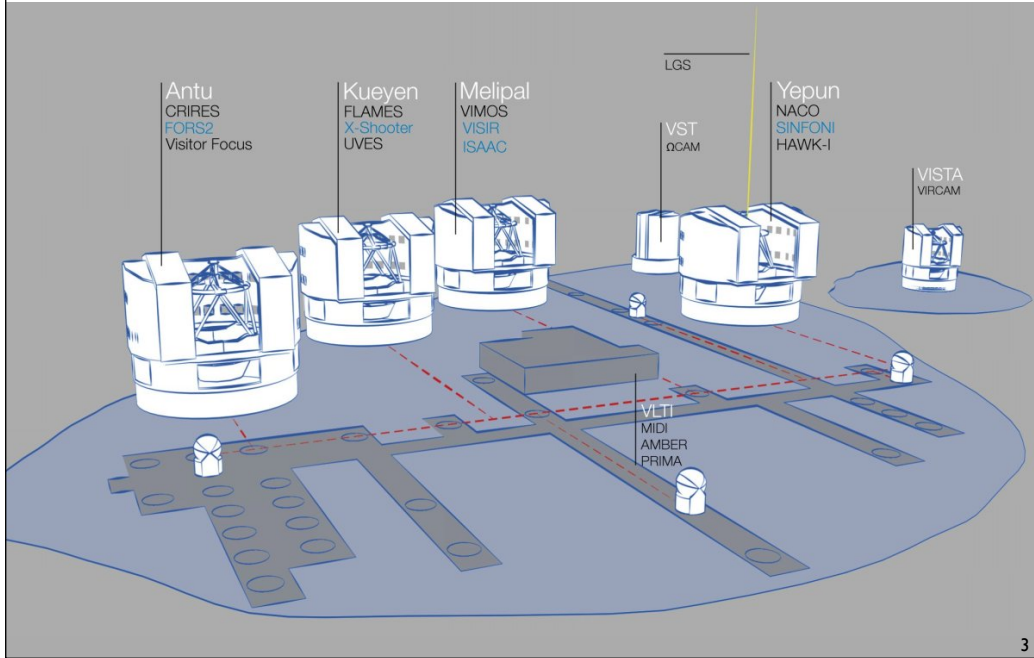 Antu
CRIRES
FORS2
Visitor Focus
Kueyen
FLAMES
X-Shooter
UVES
Melipal
VIMOS
VISIR
ISAAC
LGS
VST
ΩCAM
Yepun
NACO
SINFONI
HAWK-I
VISTA
VIRCAM
VLTI
MIDI
AMBER
PRIMA
3